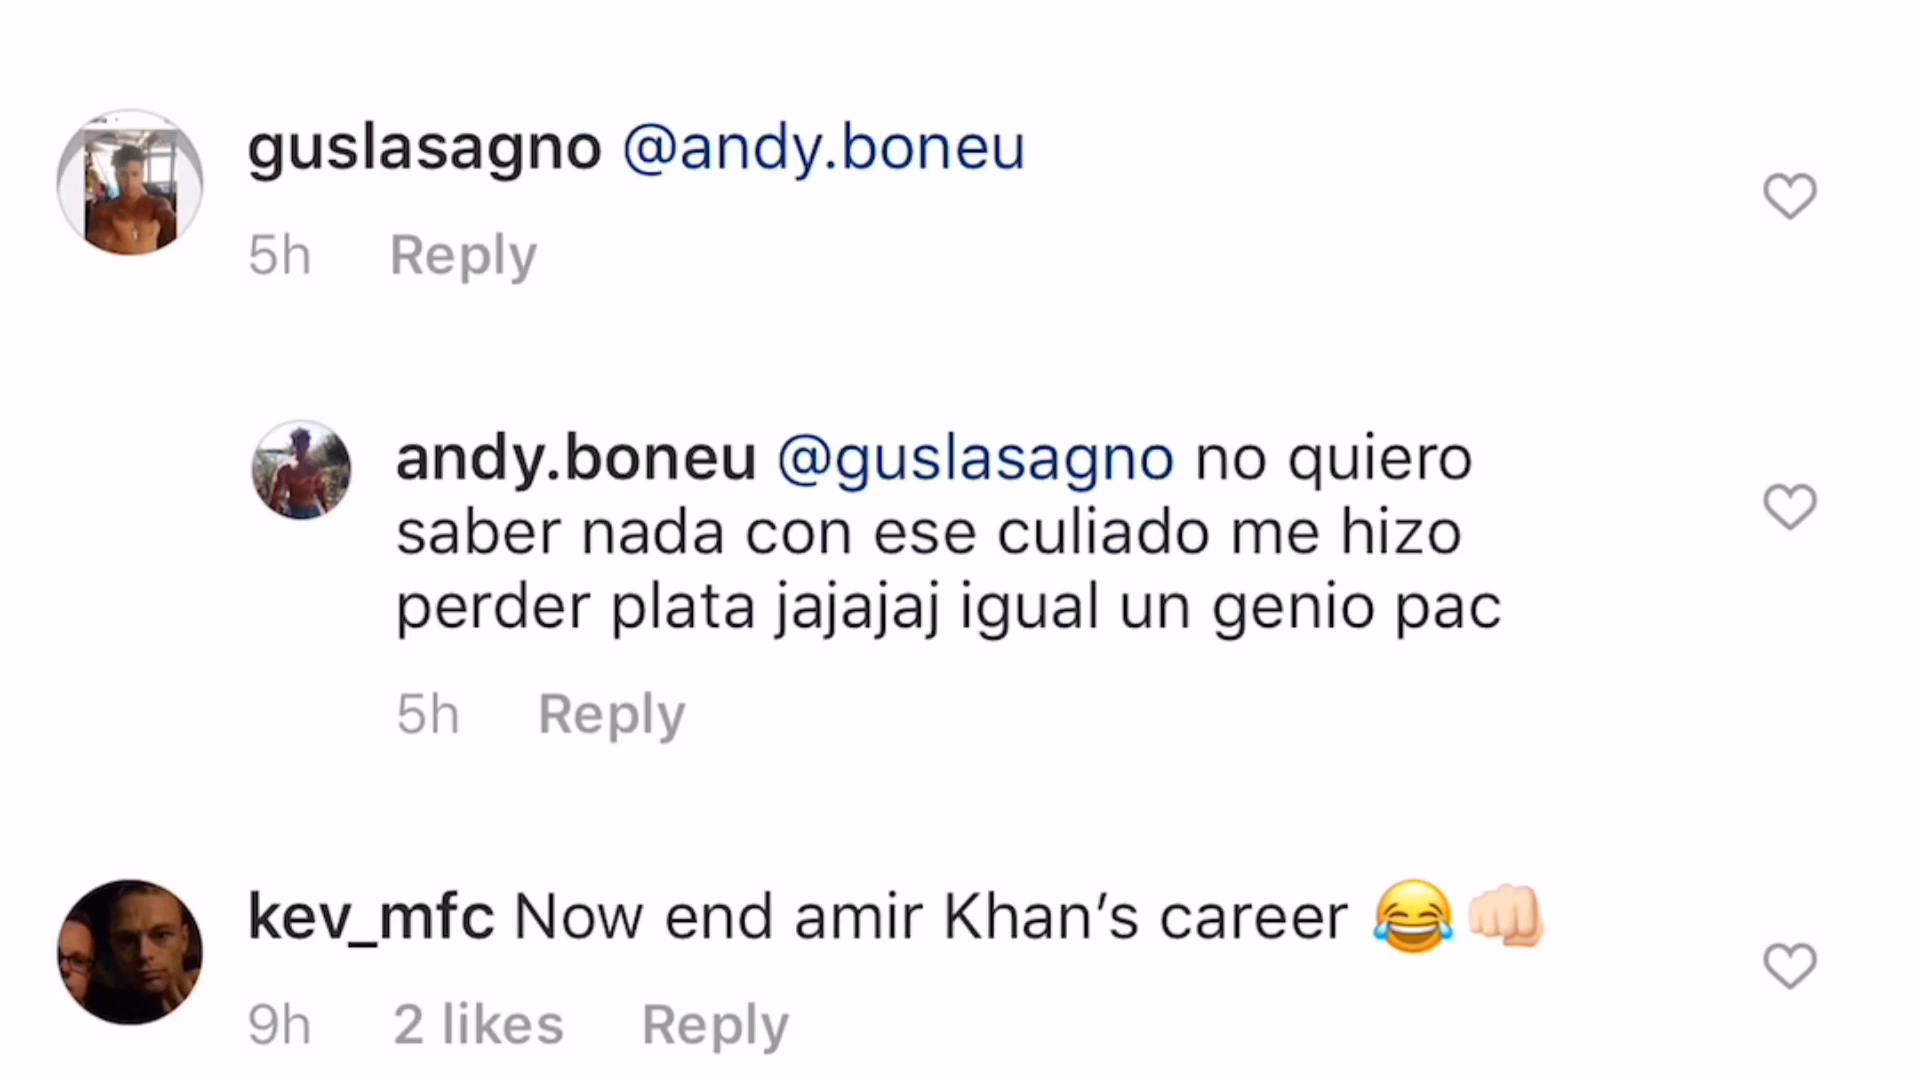 guslasagno @andy.boneu
5h Reply
andy.boneu @guslasagno no quiero
saber nada con ese culiado me hizo
perder plata jajajaj igual un genio pac
5h Reply
kev_mfc Now end amir Khan’s career 😂👊🏻
9h 2 likes Reply